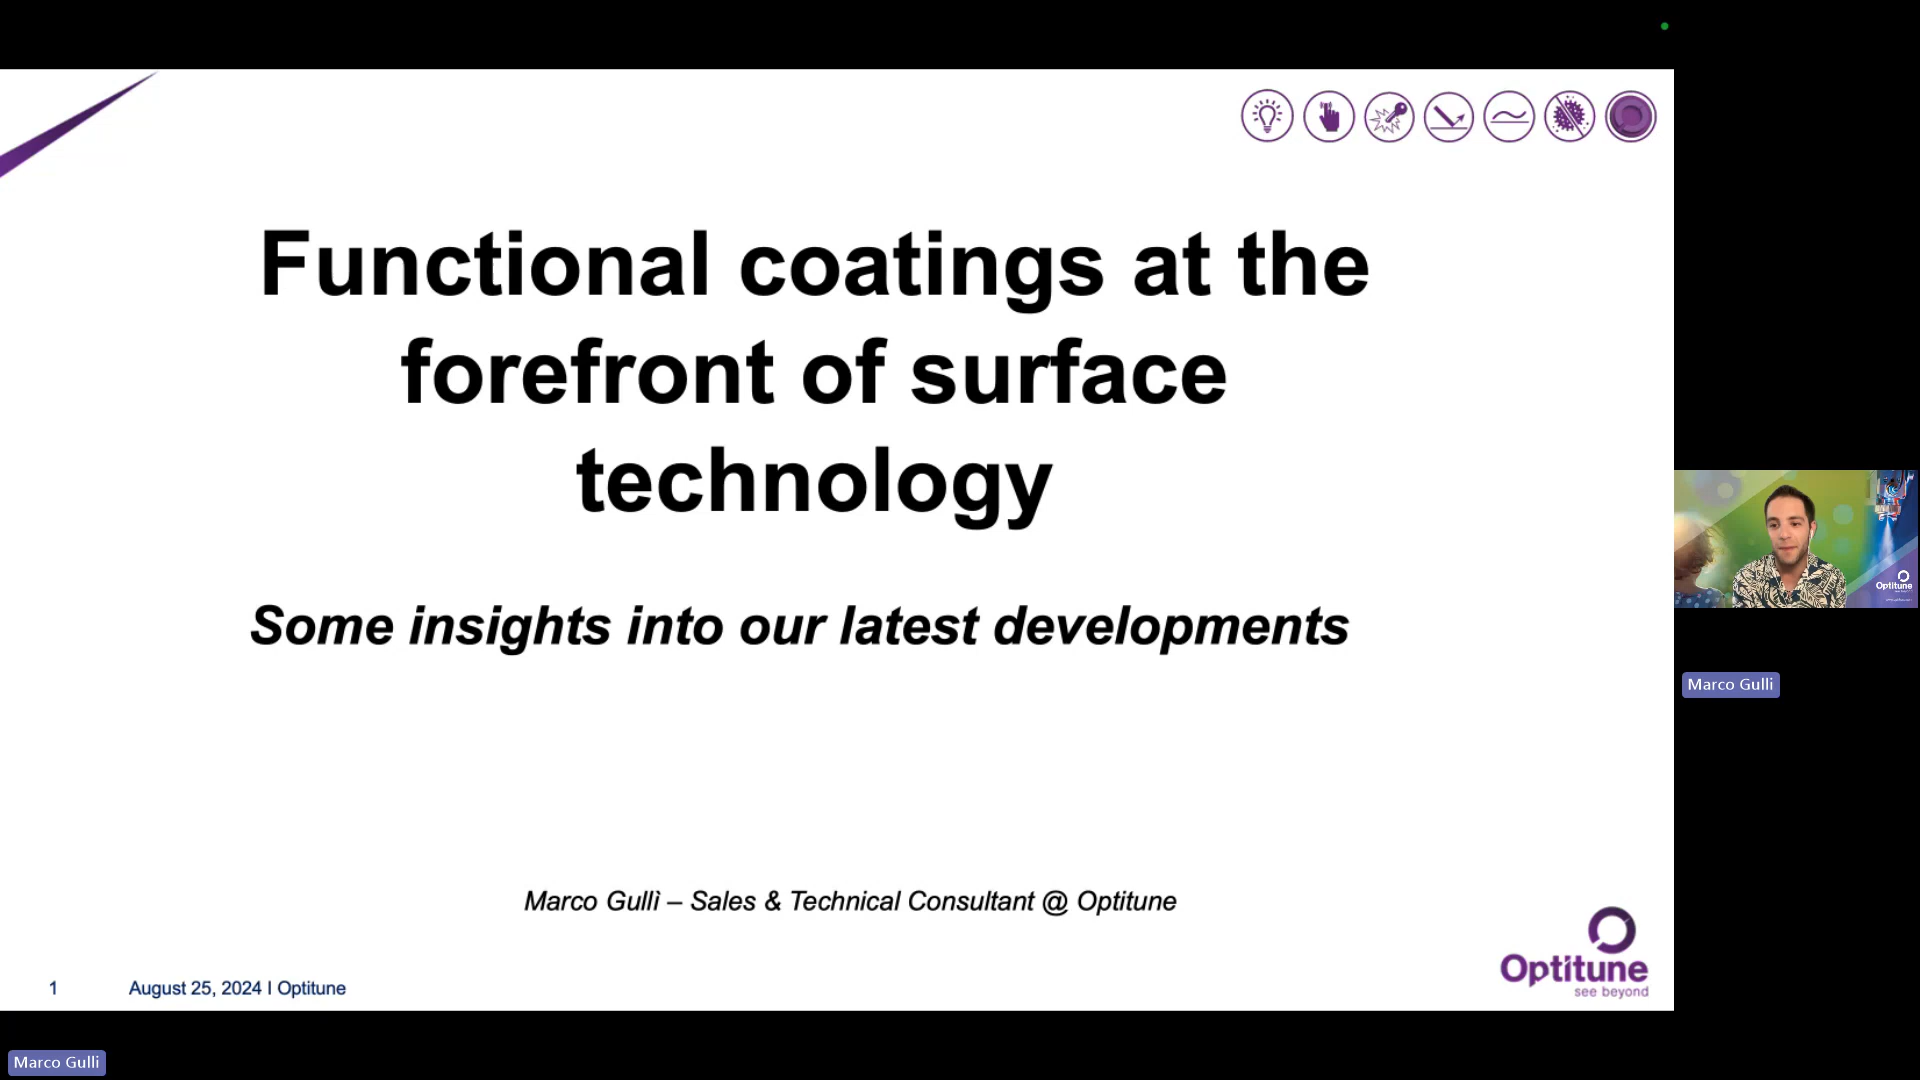 Functional coatings at the
forefront of surface
technology
Some insights into our latest developments
Marco Gullì – Sales & Technical Consultant @ Optitune
1 August 25, 2024 I Optitune
Optitune
see beyond
Optitune
Marco Gulli
Marco Gulli